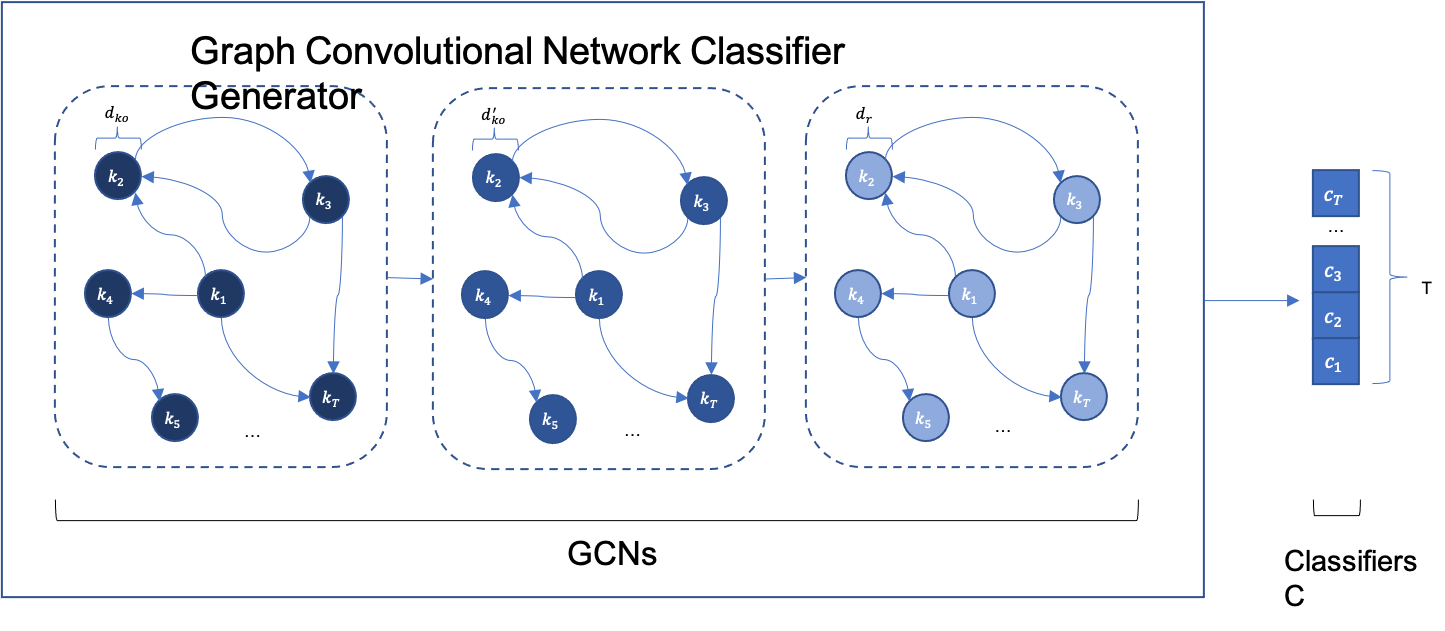 Graph Convolutional Network Classifier
Generator
d_{ko}
k_2
k_3
k_4
k_1
k_T
k_5
...
d'_{ko}
k_2
k_3
k_4
k_1
k_T
k_5
...
d_r
k_2
k_3
k_4
k_1
k_T
k_5
...
GCNs
c_T
...
c_3
c_2
c_1
T
Classifiers
C